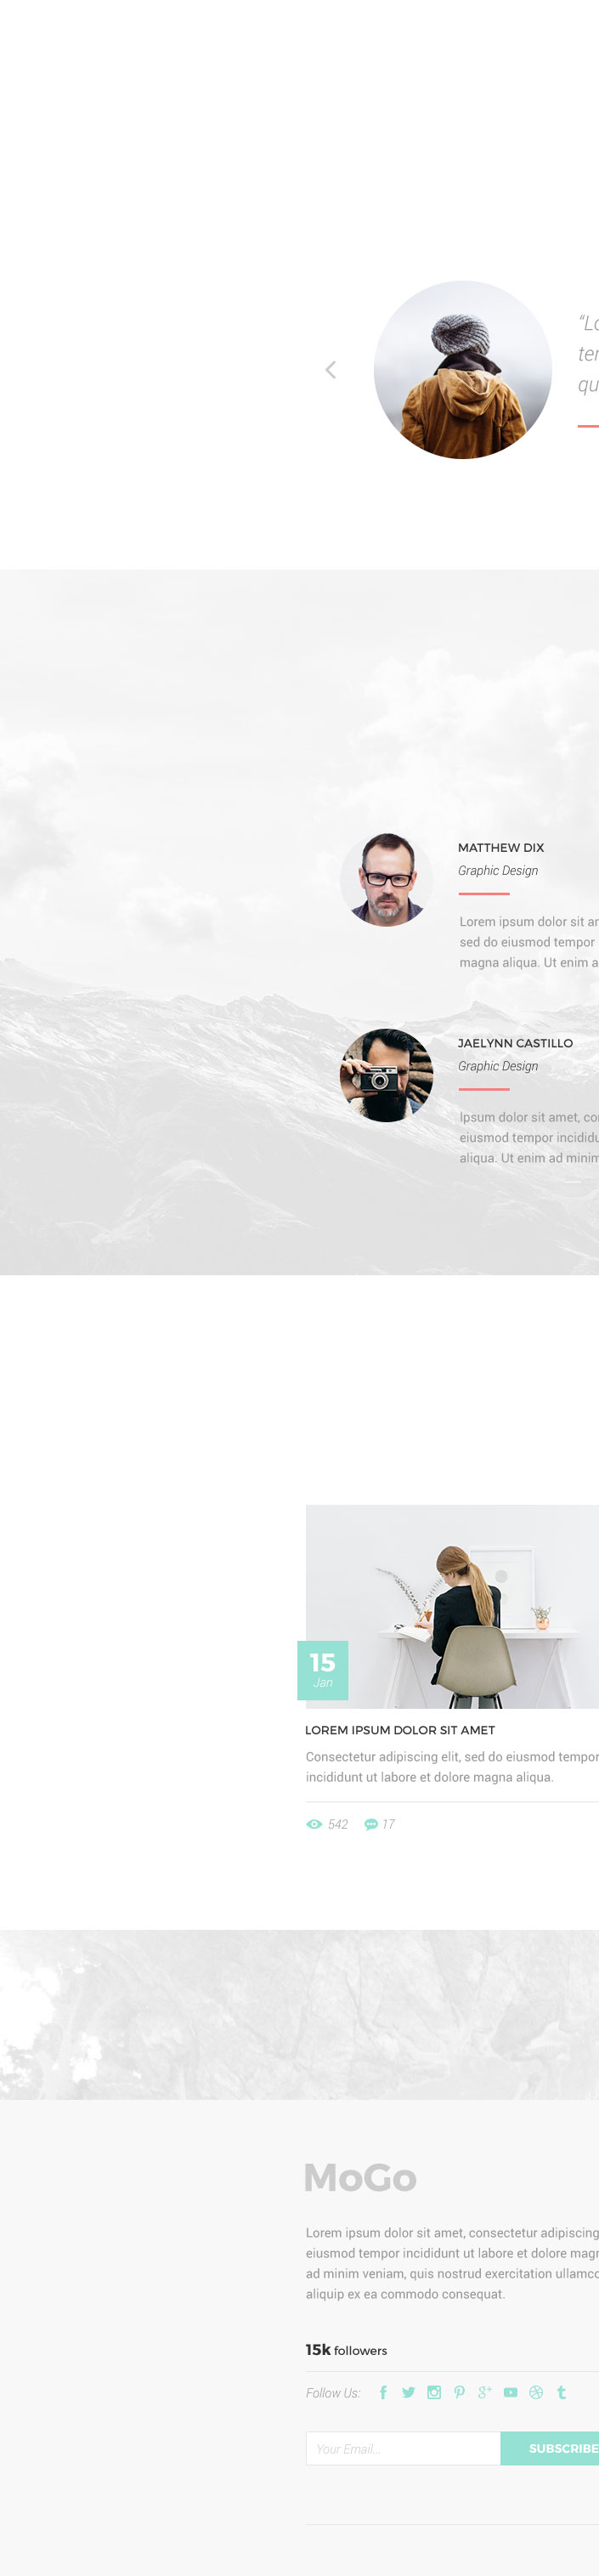 “Lo
ter
qu
MATTHEW DIX
Graphic Design
Lorem ipsum dolor sit ar
sed do eiusmod tempor
magna aliqua. Ut enim a
JAELYNN CASTILLO
Graphic Design
Ipsum dolor sit amet, co
eiusmod tempor incididu
aliqua. Ut enim ad minim
15
Jan
LOREM IPSUM DOLOR SIT AMET
Consectetur adipiscing elit, sed do eiusmod tempor
incididunt ut labore et dolore magna aliqua.
542 17
MoGo
Lorem ipsum dolor sit amet, consectetur adipiscing
eiusmod tempor incididunt ut labore et dolore magn
ad minim veniam, quis nostrud exercitation ullamco
aliquip ex ea commodo consequat.
15k followers
Follow Us:
Your Email... SUBSCRIBE